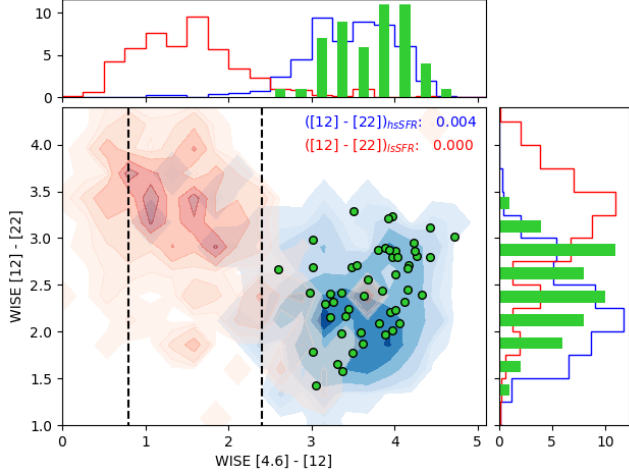 10
5
0
([12] - [22])hsSFR: 0.004
([12] - [22])lsSFR: 0.000
4.0
3.5
3.0
2.5
2.0
1.5
1.0
WISE [12] - [22]
0 1 2 3 4 5
WISE [4.6] - [12]
0 5 10